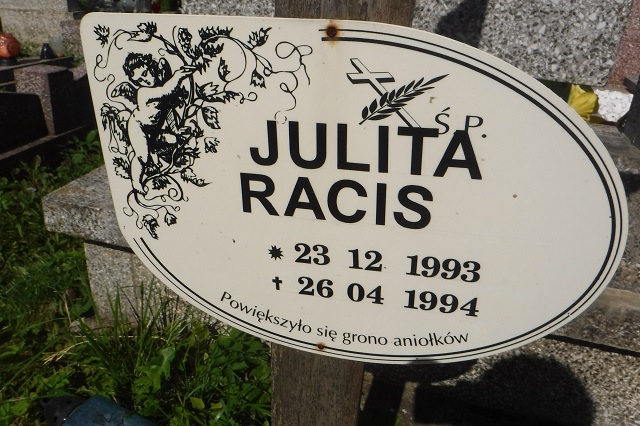 Ś.P.
JULITA
RACIS
* 23 12 1993
✝ 26 04 1994
Powiększyło się grono aniołków